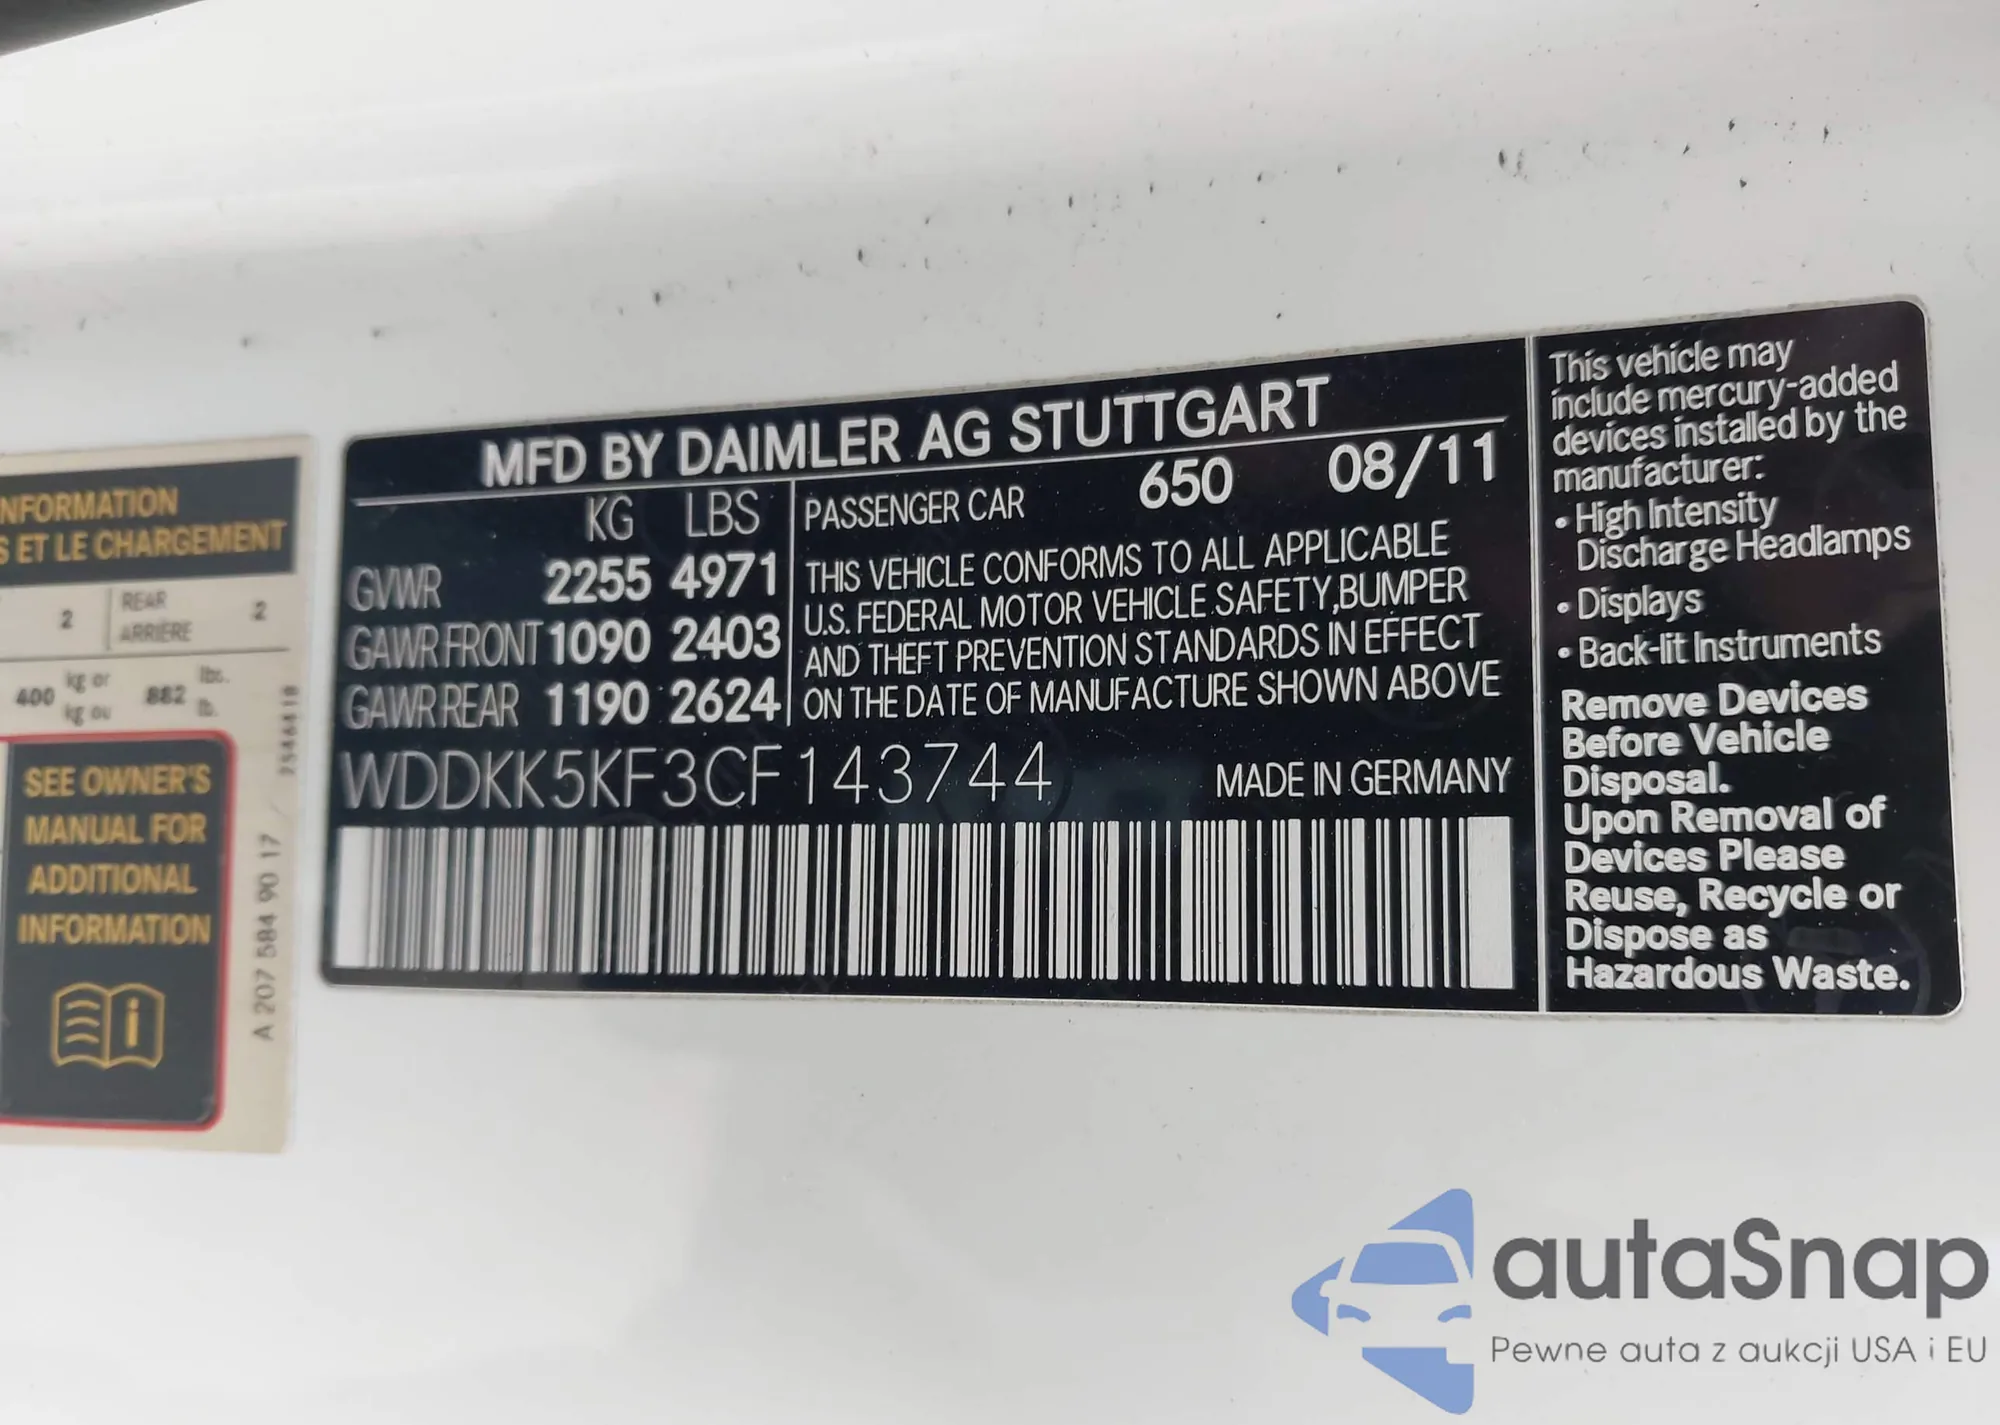 NFORMATION
S ET LE CHARGEMENT
2 REAR 2
ARRIÈRE
400 kg or 882 lbs.
kg ou lb.
SEE OWNER'S
MANUAL FOR
ADDITIONAL
INFORMATION
i
A 207 584 90 17 /
MFD BY DAIMLER AG STUTTGART
KG LBS
GVWR 2255 4971
GAWR FRONT 1090 2403
GAWR REAR 1190 2624
PASSENGER CAR 650 08/11
THIS VEHICLE CONFORMS TO ALL APPLICABLE
U.S. FEDERAL MOTOR VEHICLE SAFETY,BUMPER
AND THEFT PREVENTION STANDARDS IN EFFECT
ON THE DATE OF MANUFACTURE SHOWN ABOVE
WDDKK5KF3CF143744 MADE IN GERMANY
This vehicle may
include mercury-added
devices installed by the
manufacturer:
• High Intensity
Discharge Headlamps
• Displays
• Back-lit Instruments
Remove Devices
Before Vehicle
Disposal.
Upon Removal of
Devices Please
Reuse, Recycle or
Dispose as
Hazardous Waste.
autaSnap
Pewne auta z aukcji USA i EU